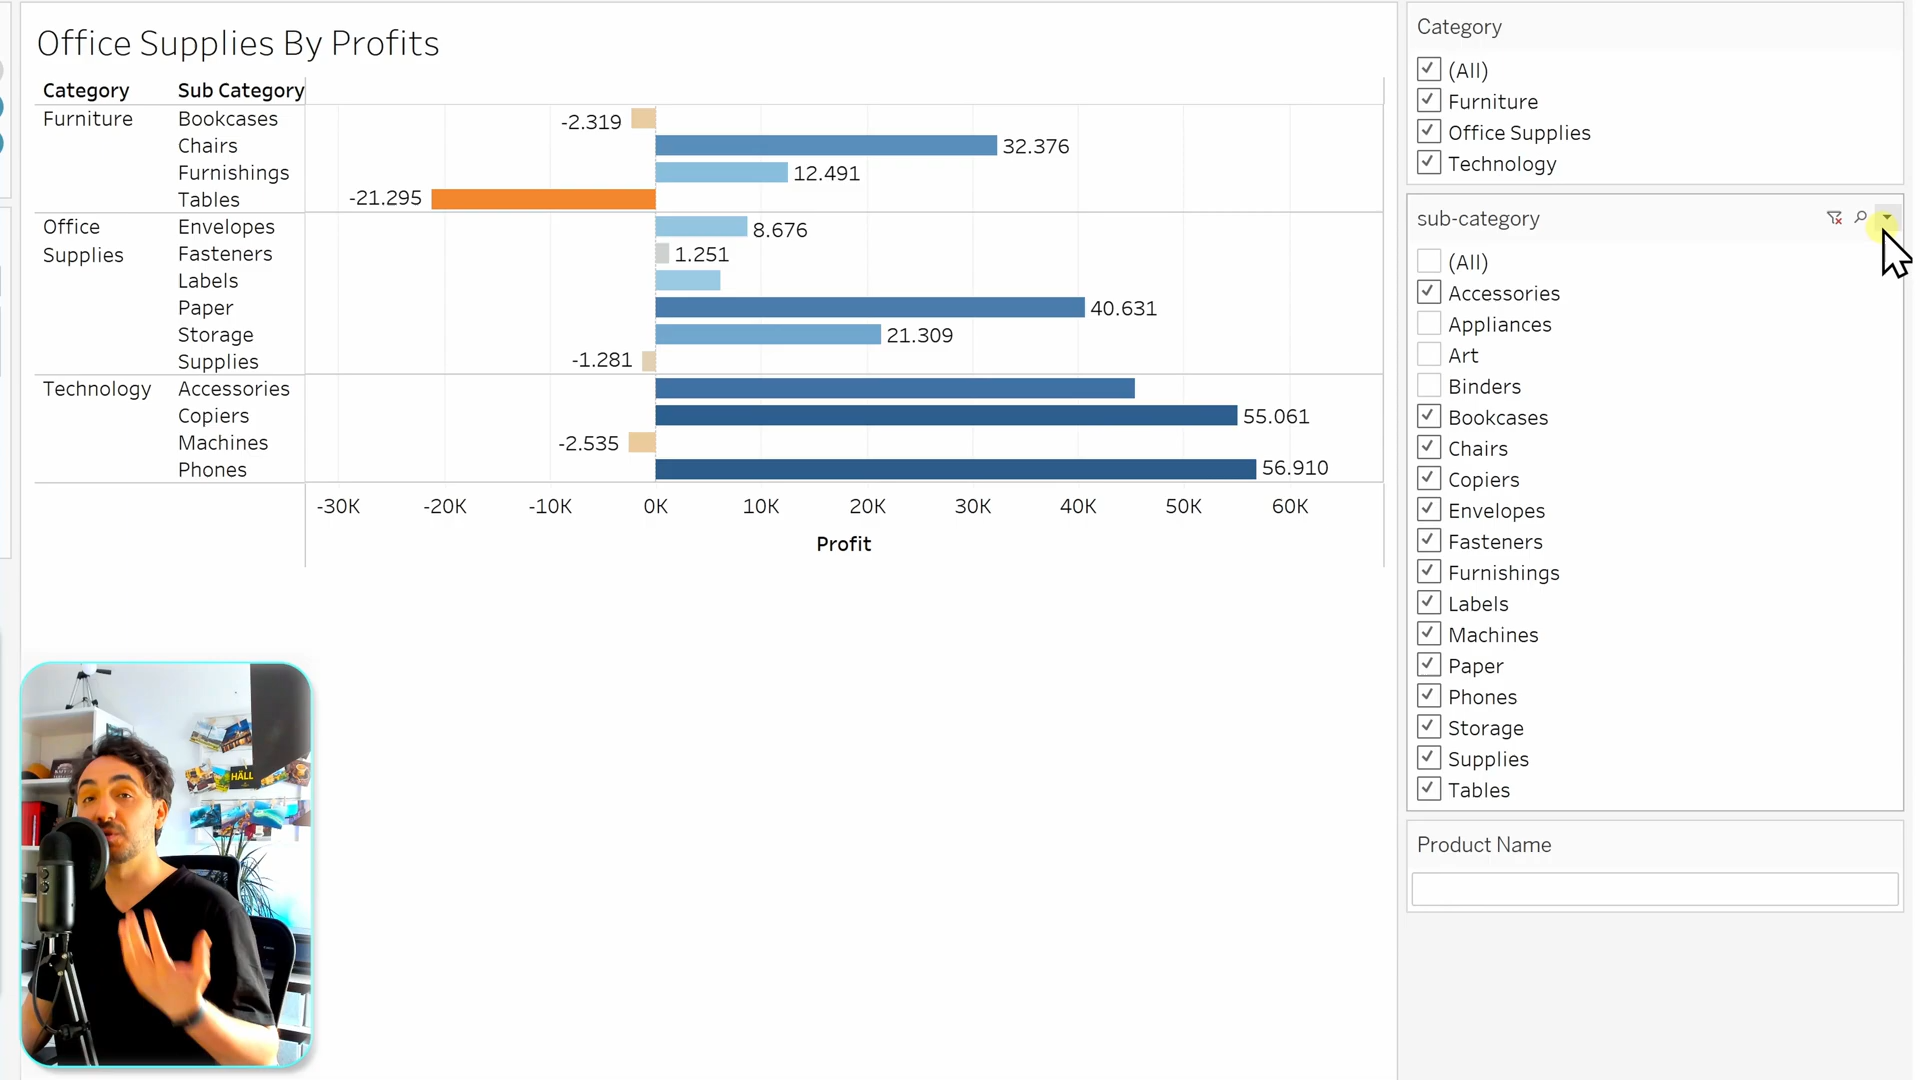 Office Supplies By Profits
Category Sub Category
Furniture Bookcases -2.319
Chairs 32.376
Furnishings 12.491
Tables -21.295
Office Supplies Envelopes 8.676
Fasteners 1.251
Labels
Paper 40.631
Storage 21.309
Supplies -1.281
Technology Accessories
Copiers 55.061
Machines -2.535
Phones 56.910
-30K -20K -10K 0K 10K 20K 30K 40K 50K 60K
Profit
Category
(All)
Furniture
Office Supplies
Technology
sub-category
(All)
Accessories
Appliances
Art
Binders
Bookcases
Chairs
Copiers
Envelopes
Fasteners
Furnishings
Labels
Machines
Paper
Phones
Storage
Supplies
Tables
Product Name
HALL